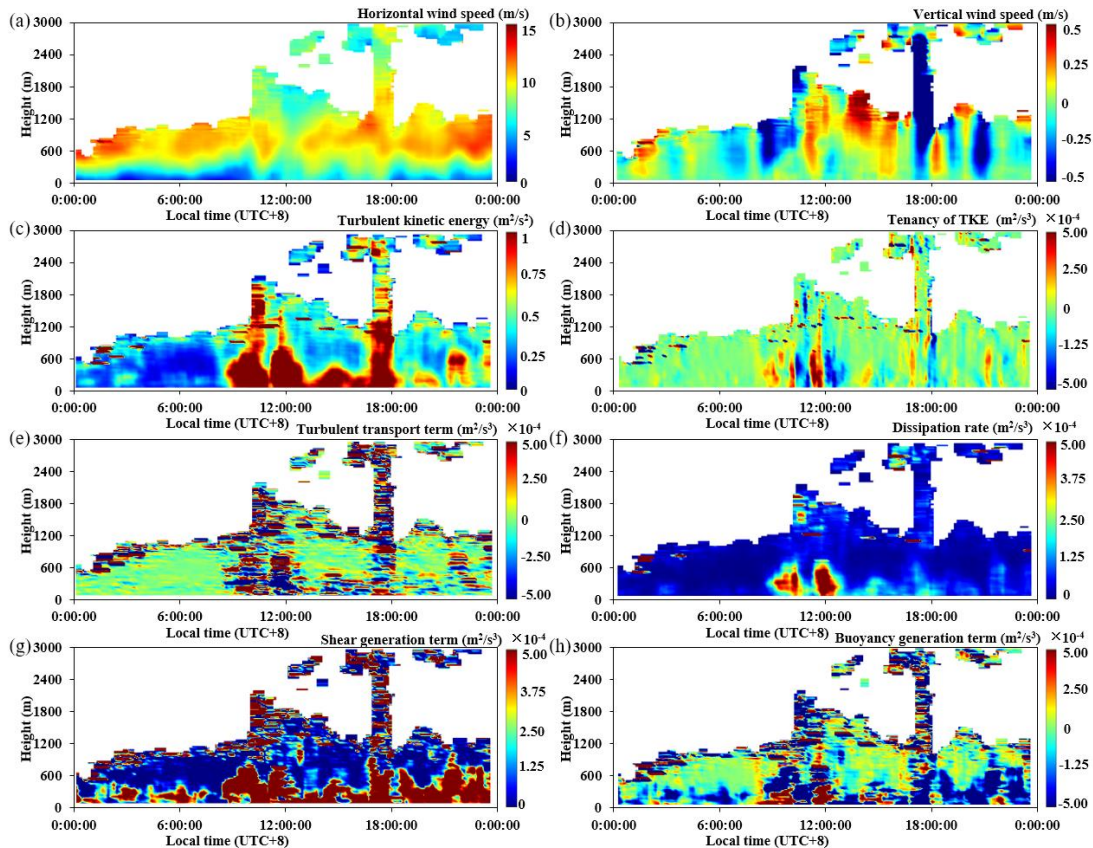 (a) Horizontal wind speed (m/s)
3000
2400
1800
1200
600
0
Height (m)
15
10
5
0
0:00:00 6:00:00 12:00:00 18:00:00 0:00:00
Local time (UTC+8)
(b) Vertical wind speed (m/s)
3000
2400
1800
1200
600
0
Height (m)
0.5
0.25
0
-0.25
-0.5
0:00:00 6:00:00 12:00:00 18:00:00 0:00:00
Local time (UTC+8)
(c) Turbulent kinetic energy (m²/s²)
3000
2400
1800
1200
600
0
Height (m)
1
0.75
0.5
0.25
0
0:00:00 6:00:00 12:00:00 18:00:00 0:00:00
Local time (UTC+8)
(d) Tenancy of TKE (m²/s³) ×10⁻⁴
3000
2400
1800
1200
600
0
Height (m)
5.00
2.50
0
-2.50
-5.00
0:00:00 6:00:00 12:00:00 18:00:00 0:00:00
Local time (UTC+8)
(e) Turbulent transport term (m²/s³) ×10⁻⁴
3000
2400
1800
1200
600
0
Height (m)
5.00
2.50
0
-2.50
-5.00
0:00:00 6:00:00 12:00:00 18:00:00 0:00:00
Local time (UTC+8)
(f) Dissipation rate (m²/s³) ×10⁻⁴
3000
2400
1800
1200
600
0
Height (m)
5.00
3.75
2.50
1.25
0
0:00:00 6:00:00 12:00:00 18:00:00 0:00:00
Local time (UTC+8)
(g) Shear generation term (m²/s³) ×10⁻⁴
3000
2400
1800
1200
600
0
Height (m)
5.00
3.75
2.50
1.25
0
0:00:00 6:00:00 12:00:00 18:00:00 0:00:00
Local time (UTC+8)
(h) Buoyancy generation term (m²/s³) ×10⁻⁴
3000
2400
1800
1200
600
0
Height (m)
5.00
1.25
0
-1.25
-5.00
0:00:00 6:00:00 12:00:00 18:00:00 0:00:00
Local time (UTC+8)